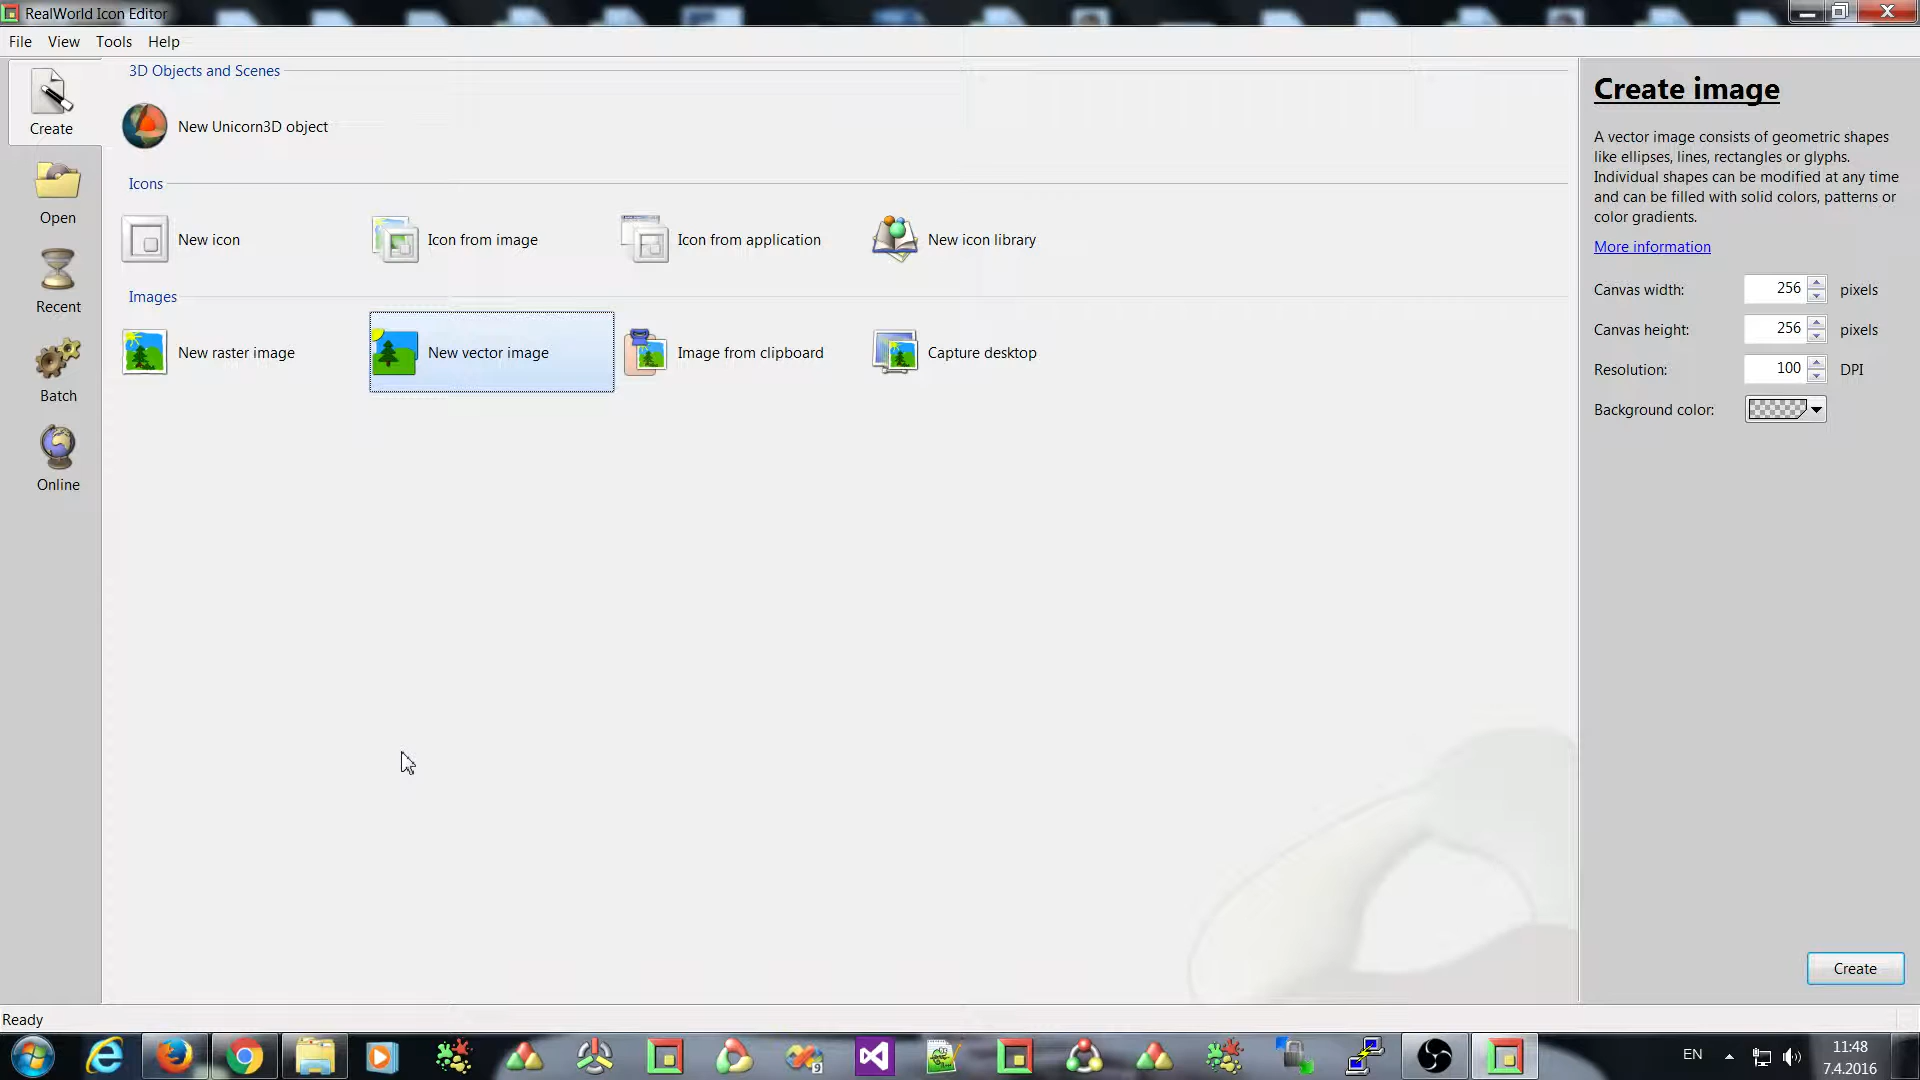 RealWorld Icon Editor
File View Tools Help
Create
Open
Recent
Batch
Online
3D Objects and Scenes
New Unicorn3D object
Icons
New icon
Icon from image
Icon from application
New icon library
Images
New raster image
New vector image
Image from clipboard
Capture desktop
Create image
A vector image consists of geometric shapes
like ellipses, lines, rectangles or glyphs.
Individual shapes can be modified at any time
and can be filled with solid colors, patterns or
color gradients.
More information
Canvas width: 256 pixels
Canvas height: 256 pixels
Resolution: 100 DPI
Background color:
Create
Ready
9
EN
11:48
7.4.2016